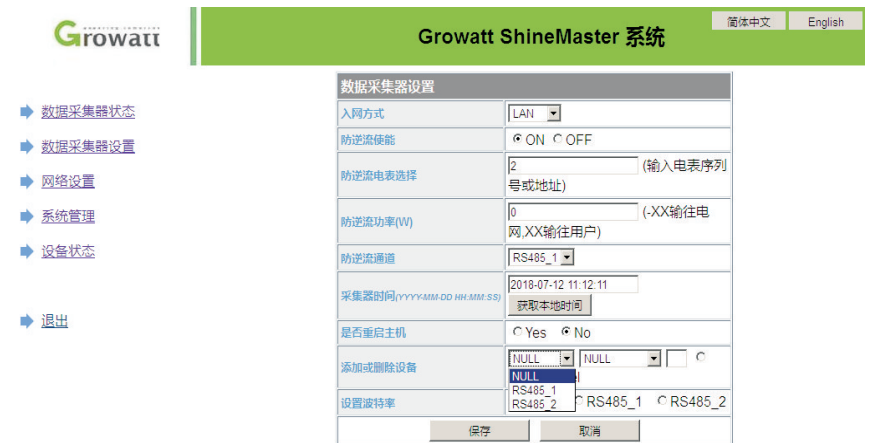 简体中文 English
Growatt
Growatt ShineMaster 系统
数据采集器状态
数据采集器设置
网络设置
系统管理
设备状态
退出
数据采集器设置
入网方式 LAN
防逆流使能 ON OFF
防逆流电表选择 2 (输入电表序列
号或地址)
防逆流功率(W) 0 (-XX输往电
网,XX输往用户)
防逆流通道 RS485_1
采集器时间(YYYY-MM-DD HH:MM:SS) 2018-07-12 11:12:11
获取本地时间
是否重启主机 Yes No
添加或删除设备 NULL NULL
NULL
RS485_1
RS485_2
设置波特率 RS485_1 RS485_2
保存 取消